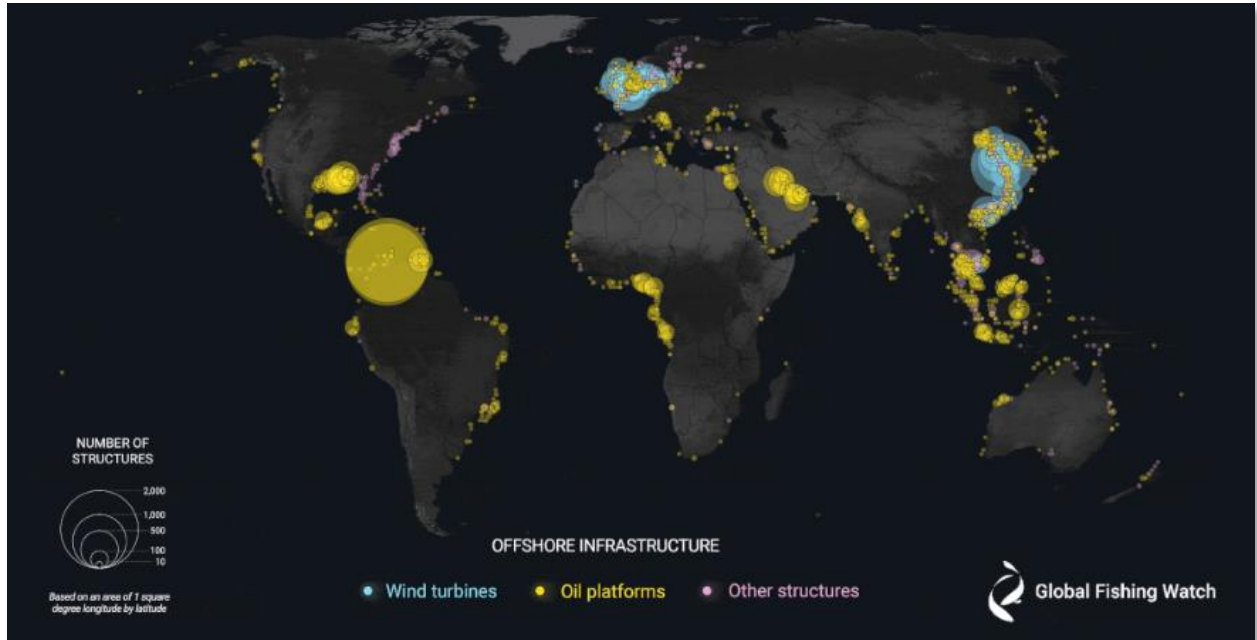 NUMBER OF
STRUCTURES
2,000
1,000
500
100
10
Based on an area of 1 square
degree longitude by latitude
OFFSHORE INFRASTRUCTURE
Wind turbines
Oil platforms
Other structures
Global Fishing Watch